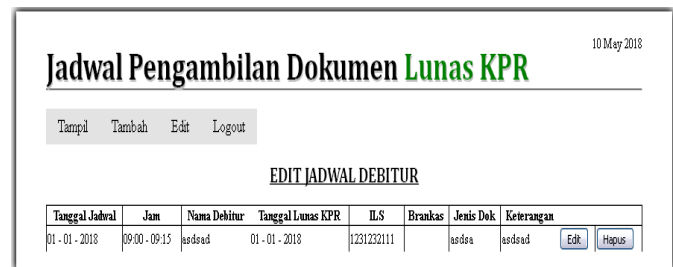 10 May 2018
Jadwal Pengambilan Dokumen Lunas KPR
Tampil Tambah Edit Logout
EDIT JADWAL DEBITUR
Tanggal Jadwal Jam Nama Debitur Tanggal Lunas KPR ILS Brankas Jenis Dok Keterangan
01 - 01 - 2018 09:00 - 09:15 asdsad 01 - 01 - 2018 1231232111 asdsa asdsad Edit Hapus